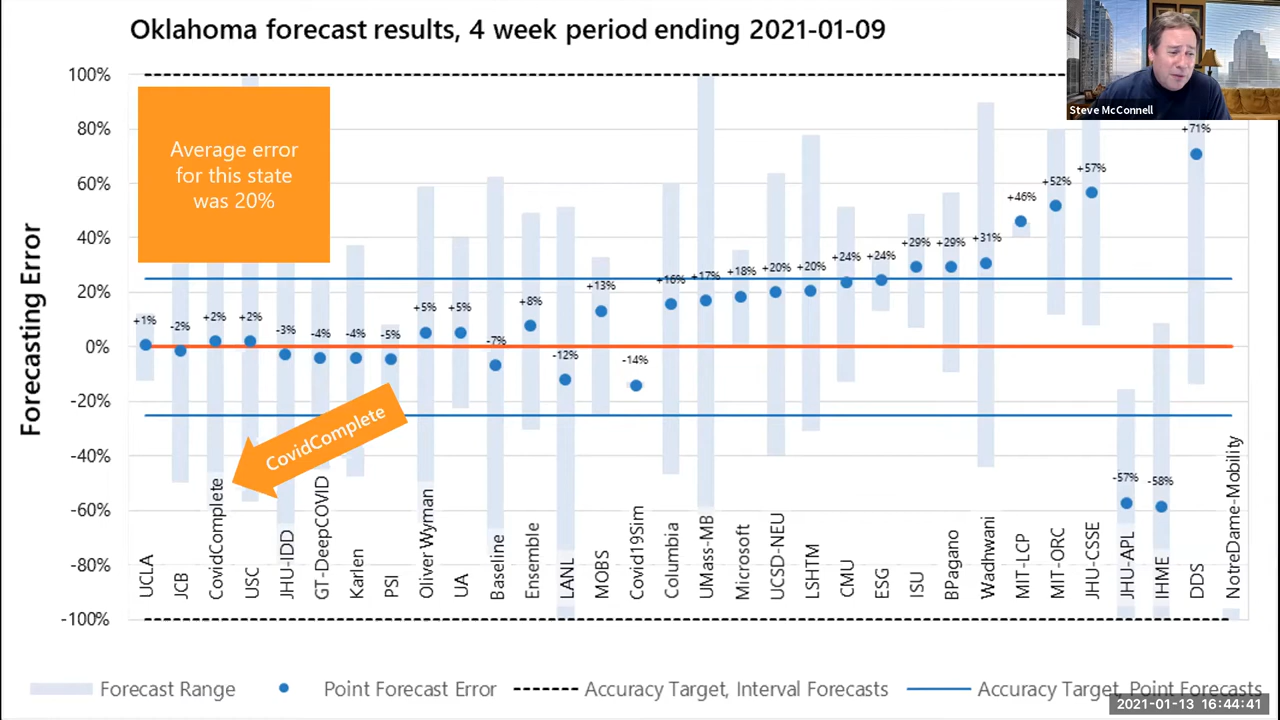 Oklahoma forecast results, 4 week period ending 2021-01-09
Steve McConnell
Forecasting Error
100%
80%
60%
40%
20%
0%
-20%
-40%
-60%
-80%
-100%
Average error
for this state
was 20%
CovidComplete
+1%
-2%
+2%
+2%
-3%
-4%
-4%
-5%
+5%
+5%
-7%
+8%
-12%
+13%
-14%
+16%
+17%
+18%
+20%
+20%
+24%
+24%
+29%
+29%
+31%
+46%
+52%
+57%
-57%
-58%
+71%
UCLA
JCB
CovidComplete
USC
JHU-IDD
GT-DeepCOVID
Karlen
PSI
Oliver Wyman
UA
Baseline
Ensemble
LANL
MOBS
Covid19Sim
Columbia
UMass-MB
Microsoft
UCSD-NEU
LSHTM
CMU
ESG
ISU
BPagano
Wadhwani
MIT-LCP
MIT-ORC
JHU-CSSE
JHU-APL
IHME
DDS
NotreDame-Mobility
Forecast Range
Point Forecast Error
Accuracy Target, Interval Forecasts
Accuracy Target, Point Forecasts
2021-01-13 16:44:41